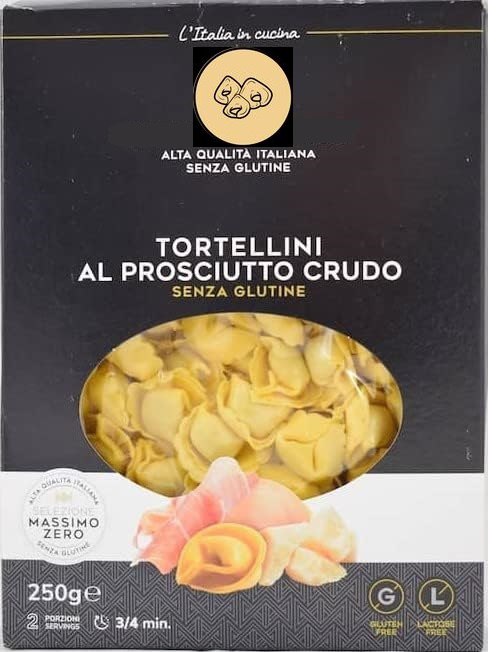 L'Italia in cucina
ALTA QUALITÀ ITALIANA
SENZA GLUTINE
TORTELLINI
AL PROSCIUTTO CRUDO
SENZA GLUTINE
ALTA QUALITÀ ITALIANA
SELEZIONE
MASSIMO
ZERO
SENZA GLUTINE
250g℮
2 PORZIONI
SERVINGS
3/4 min.
G
GLUTEN
FREE
L
LACTOSE
FREE